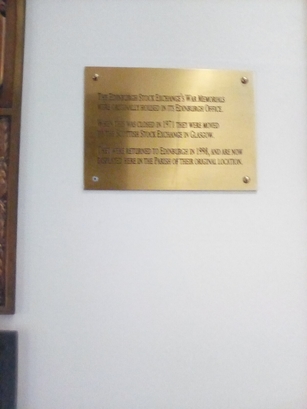 THE EDINBURGH STOCK EXCHANGE'S WAR MEMORIALS
WERE ORIGINALLY HOUSED IN ITS EDINBURGH OFFICE.
WHEN THAT WAS CLOSED IN 1971 THEY WERE MOVED
TO THE SCOTTISH STOCK EXCHANGE IN GLASGOW.
THEY WERE RETURNED TO EDINBURGH IN 1998, AND ARE NOW
HERE IN THE PARISH OF THEIR ORIGINAL LOCATION.